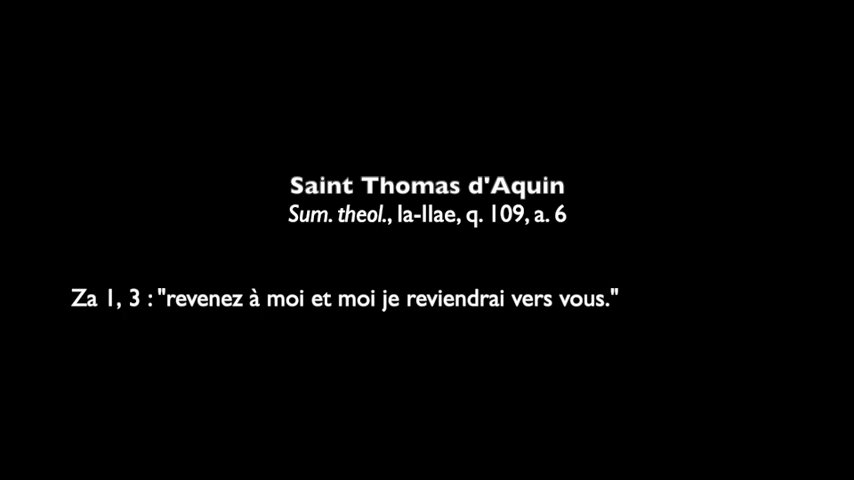 Saint Thomas d'Aquin
Sum. theol., Ia-IIae, q. 109, a. 6
Za 1, 3 : "revenez à moi et moi je reviendrai vers vous."